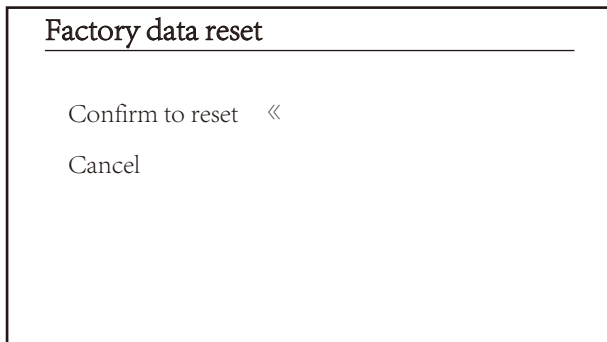 Factory data reset
Confirm to reset «
Cancel